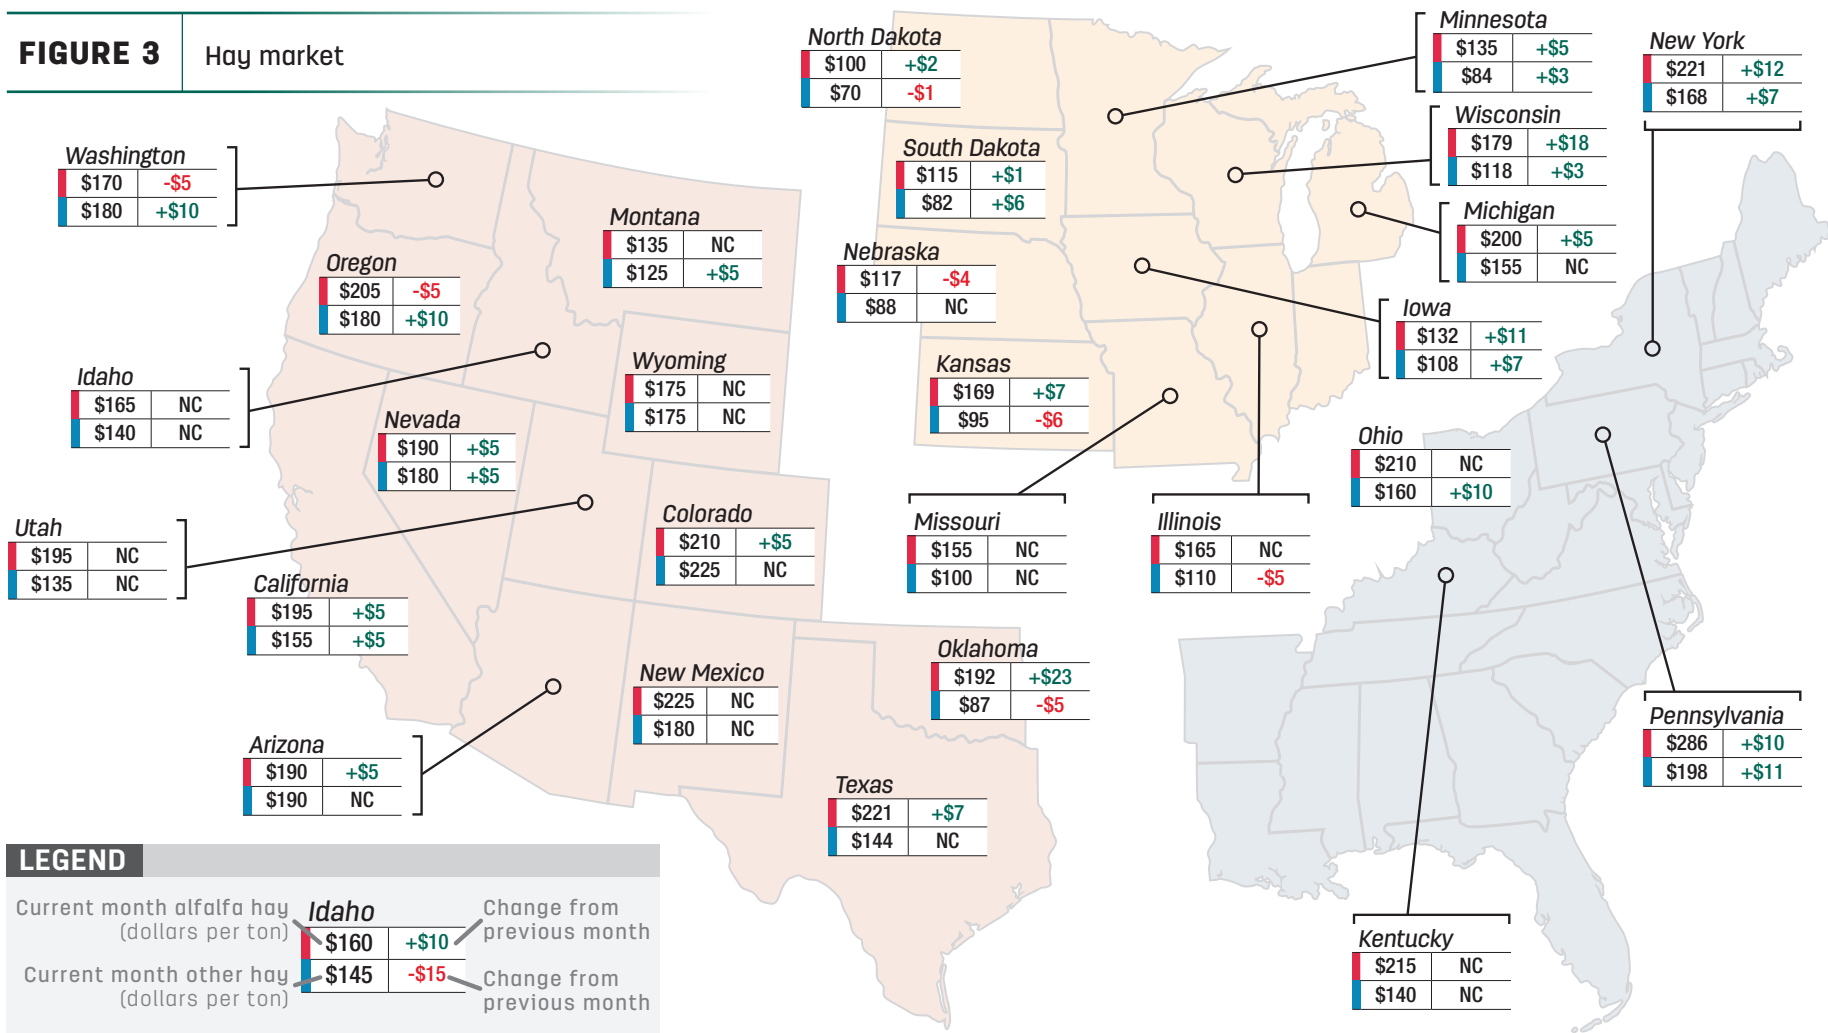 FIGURE 3 Hay market
Washington
$170 -$5
$180 +$10
Oregon
$205 -$5
$180 +$10
Idaho
$165 NC
$140 NC
Utah
$195 NC
$135 NC
Nevada
$190 +$5
$180 +$5
California
$195 +$5
$155 +$5
Arizona
$190 +$5
$190 NC
Montana
$135 NC
$125 +$5
Wyoming
$175 NC
$175 NC
Colorado
$210 +$5
$225 NC
New Mexico
$225 NC
$180 NC
Texas
$221 +$7
$144 NC
Oklahoma
$192 +$23
$87 -$5
North Dakota
$100 +$2
$70 -$1
South Dakota
$115 +$1
$82 +$6
Nebraska
$117 -$4
$88 NC
Kansas
$169 +$7
$95 -$6
Missouri
$155 NC
$100 NC
Illinois
$165 NC
$110 -$5
Minnesota
$135 +$5
$84 +$3
Wisconsin
$179 +$18
$118 +$3
Michigan
$200 +$5
$155 NC
Iowa
$132 +$11
$108 +$7
New York
$221 +$12
$168 +$7
Ohio
$210 NC
$160 +$10
Pennsylvania
$286 +$10
$198 +$11
Kentucky
$215 NC
$140 NC
LEGEND
Current month alfalfa hay
(dollars per ton)
Current month other hay
(dollars per ton)
Idaho
$160 +$10
$145 -$15
Change from
previous month
Change from
previous month